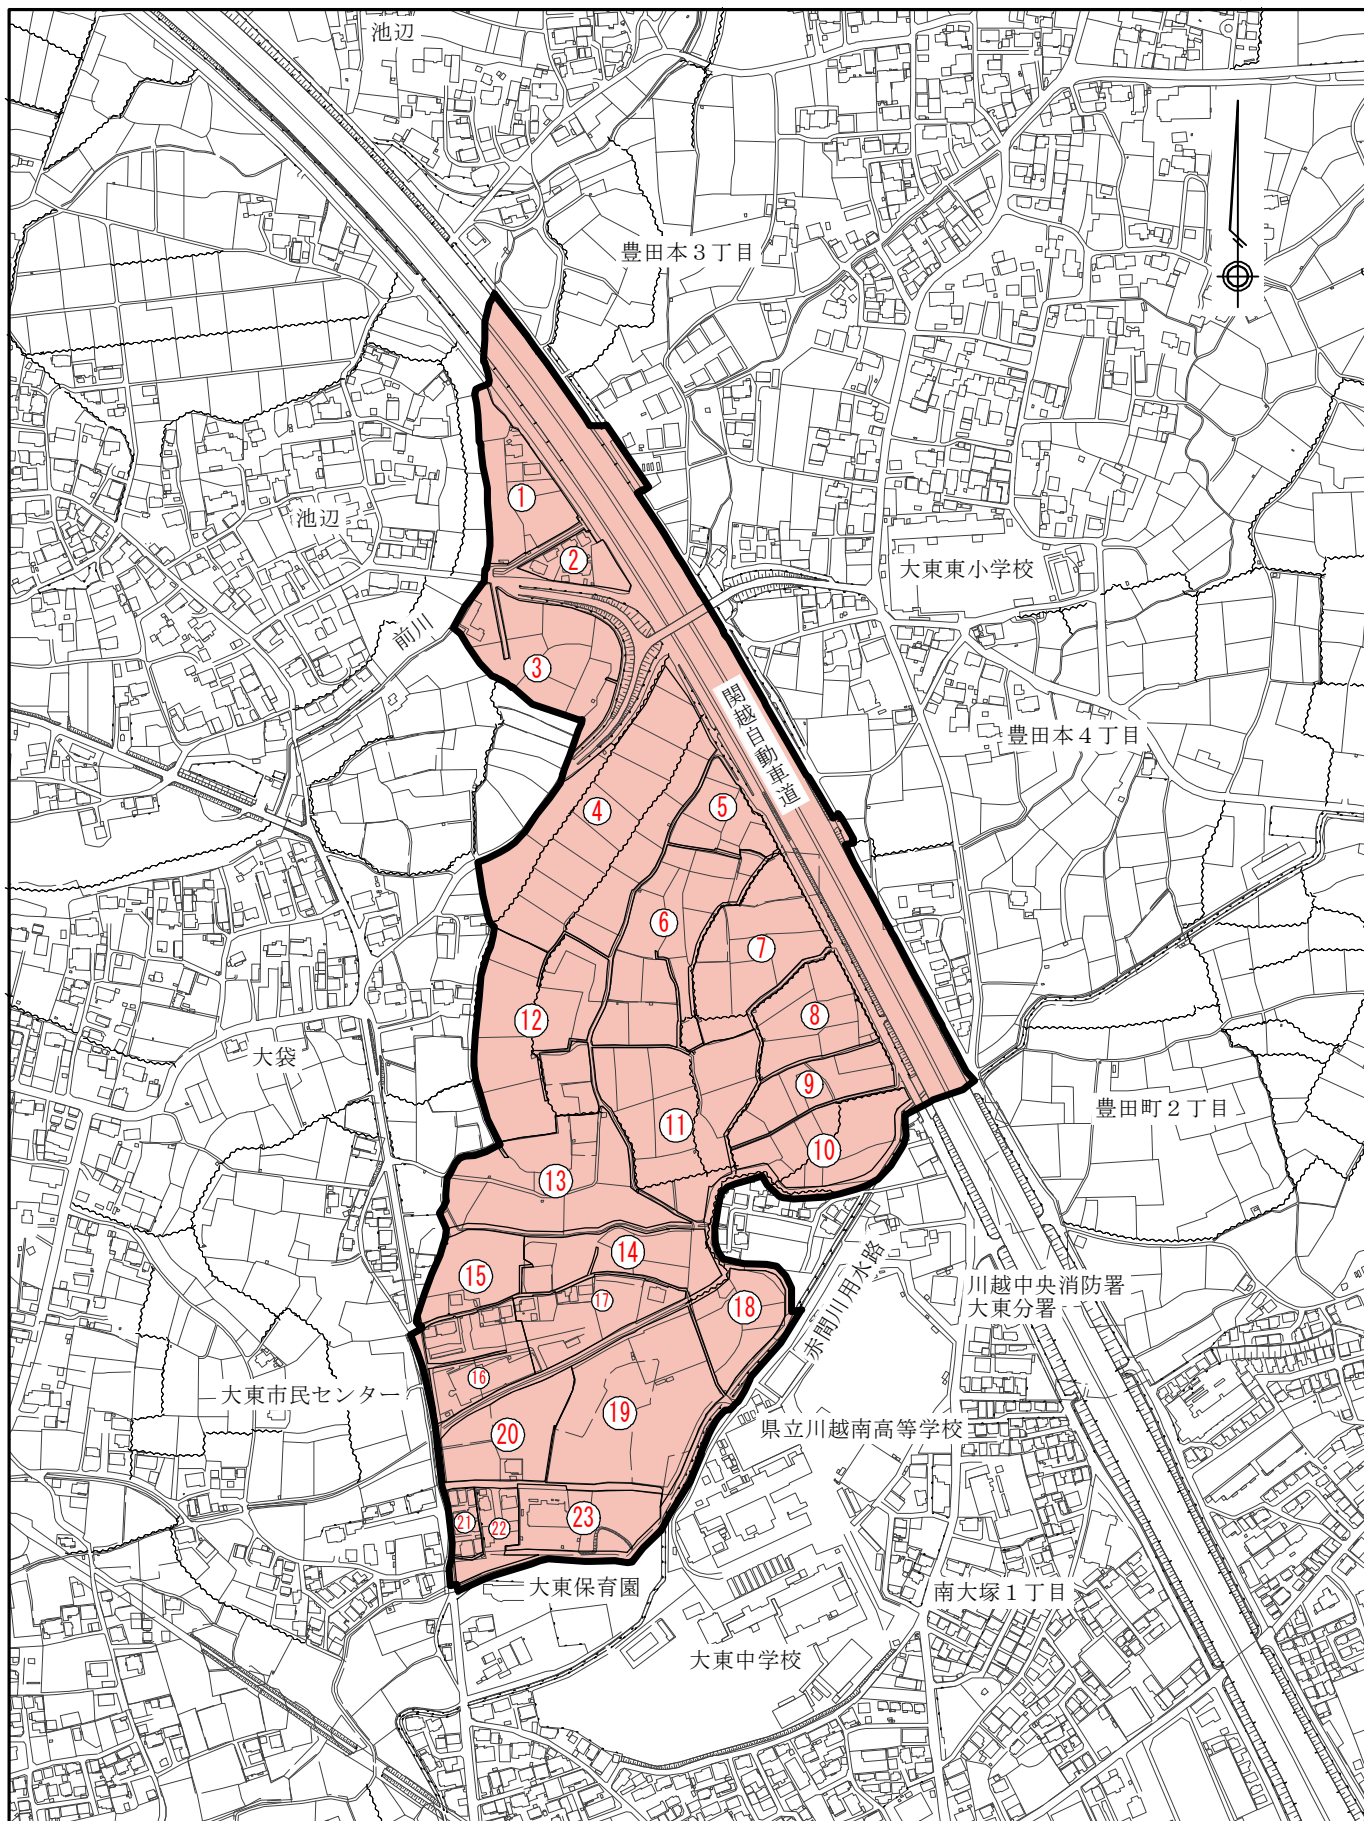 池辺
豊田本３丁目
1
池辺
2
大東東小学校
前川
3
関越自動車道
豊田本４丁目
4
5
6
7
8
12
大袋
9
豊田町２丁目
11
10
13
14
15
赤間川用水路
川越中央消防署
大東分署
17
18
16
大東市民センター
19
20
県立川越南高等学校
21
22
23
大東保育園
南大塚１丁目
大東中学校